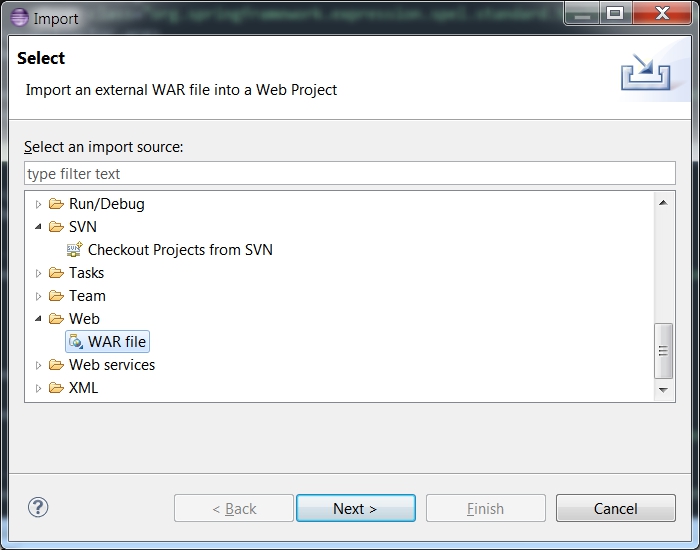 Import
Select
Import an external WAR file into a Web Project
Select an import source:
type filter text
Run/Debug
SVN
Checkout Projects from SVN
Tasks
Team
Web
WAR file
Web services
XML
?
< Back
Next >
Finish
Cancel